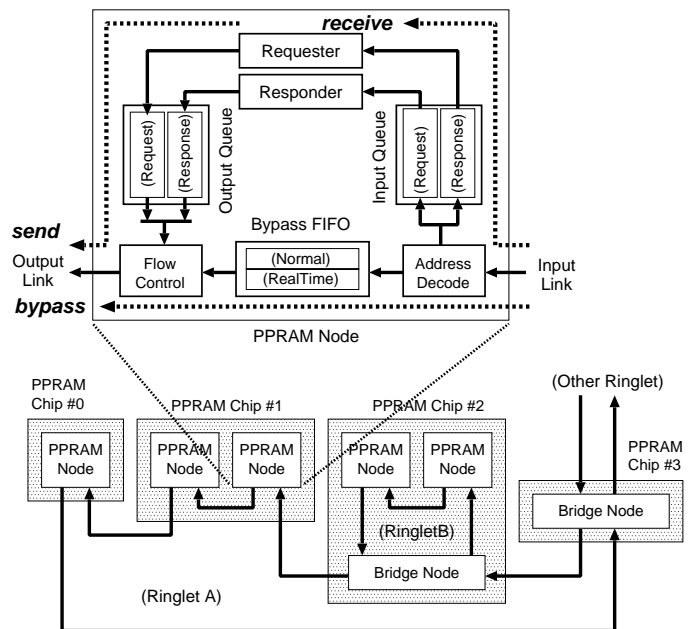 receive
Requester
Responder
(Request)
(Response)
Output Queue
Input Queue
(Request)
(Response)
send
Bypass FIFO
Output
Link
Flow
Control
(Normal)
(RealTime)
Address
Decode
Input
Link
bypass
PPRAM Node
PPRAM
Chip #0
PPRAM Chip #1
PPRAM Chip #2
(Other Ringlet)
PPRAM
Chip #3
PPRAM
Node
PPRAM
Node
PPRAM
Node
PPRAM
Node
PPRAM
Node
Bridge Node
(RingletB)
Bridge Node
(Ringlet A)